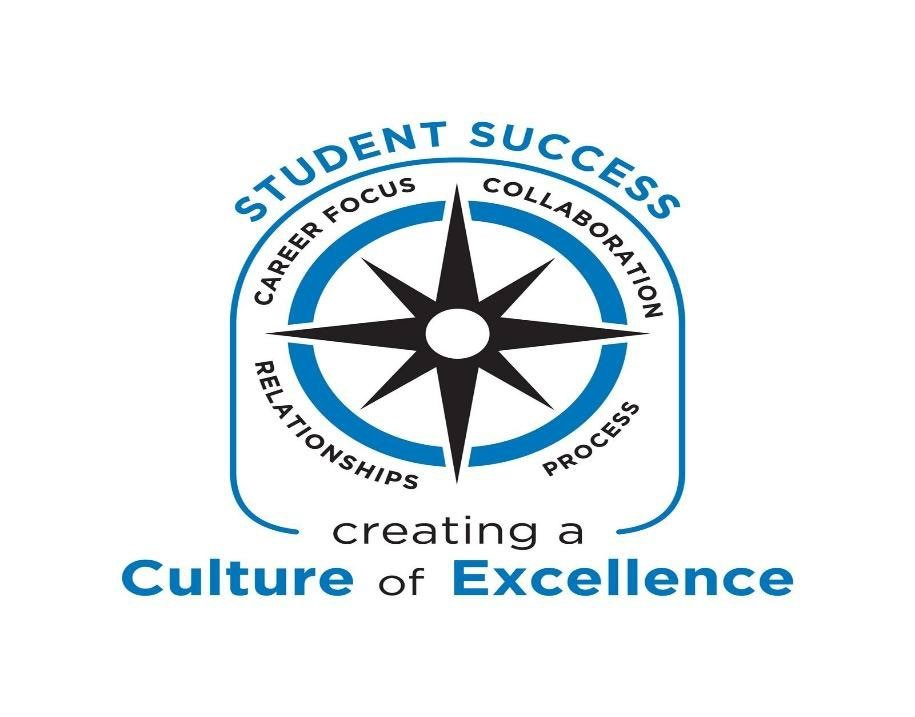 STUDENT SUCCESS
CAREER FOCUS
COLLABORATION
RELATIONSHIPS
PROCESS
creating a
Culture of Excellence